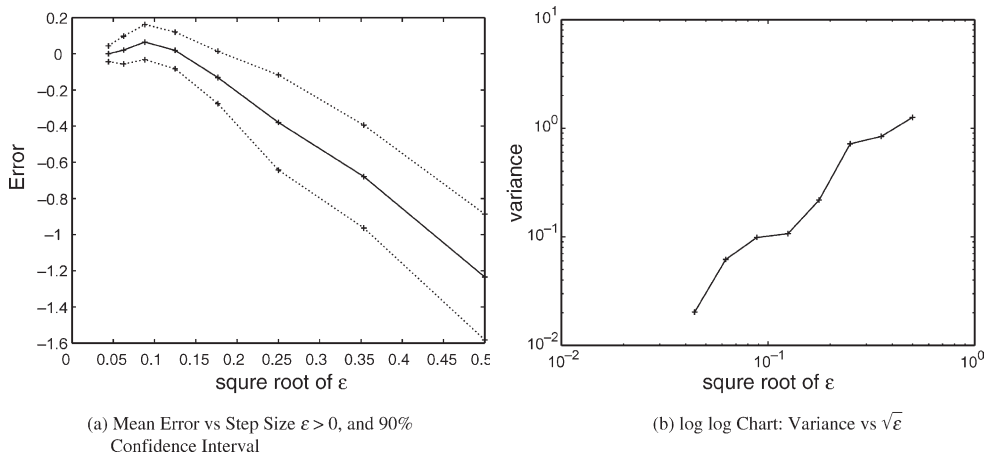 0.2
0
−0.2
−0.4
−0.6
−0.8
−1
−1.2
−1.4
−1.6
Error
0 0.05 0.1 0.15 0.2 0.25 0.3 0.35 0.4 0.45 0.5
squre root of ε
(a) Mean Error vs Step Size ε > 0, and 90%
Confidence Interval
10^1
10^0
10^−1
10^−2
variance
10^−2 10^−1 10^0
squre root of ε
(b) log log Chart: Variance vs √ε